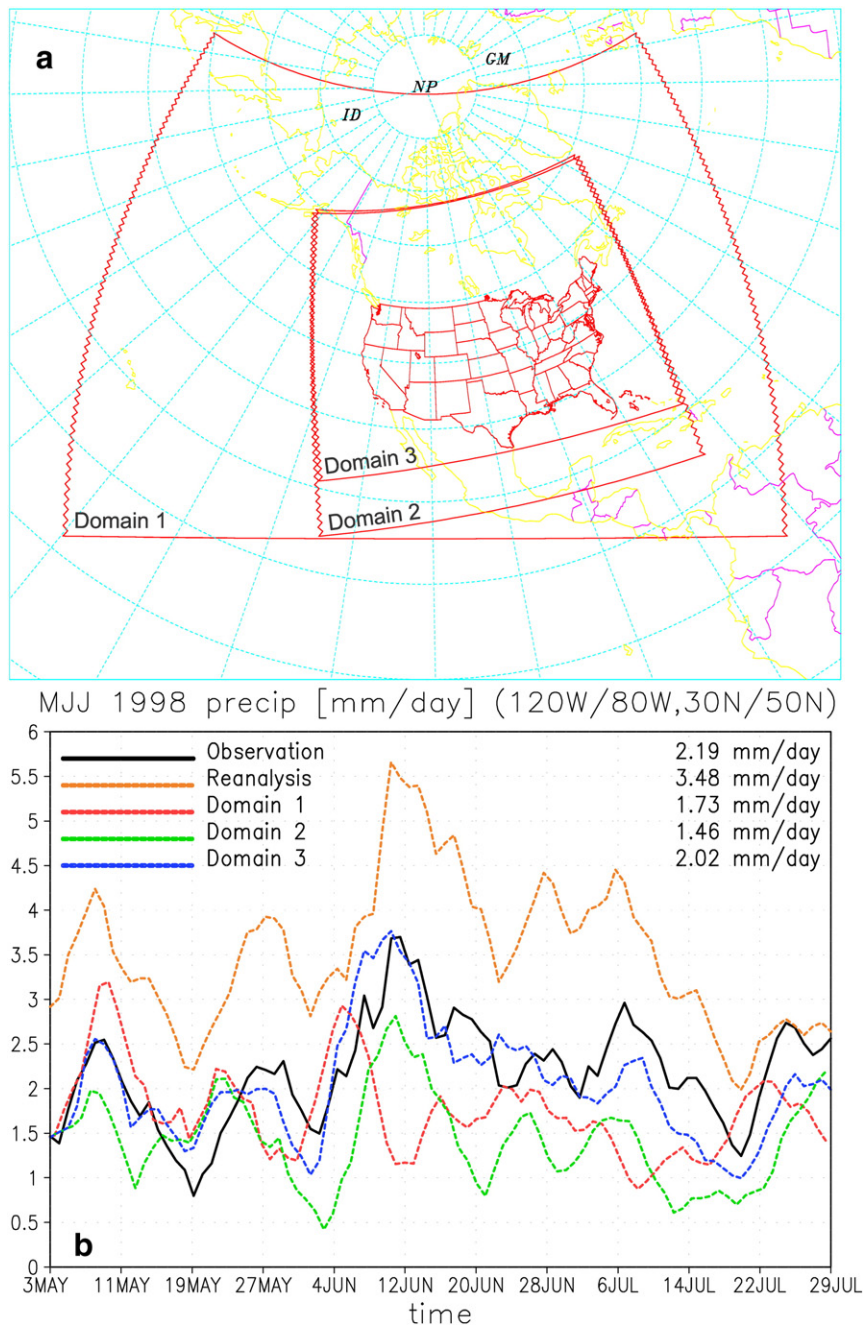 a
GM
NP
ID
Domain 3
Domain 1
Domain 2
MJJ 1998 precip [mm/day] (120W/80W,30N/50N)
6
5.5
5
4.5
4
3.5
3
2.5
2
1.5
1
0.5
0
Observation 2.19 mm/day
Reanalysis 3.48 mm/day
Domain 1 1.73 mm/day
Domain 2 1.46 mm/day
Domain 3 2.02 mm/day
b
3MAY 11MAY 19MAY 27MAY 4JUN 12JUN 20JUN 28JUN 6JUL 14JUL 22JUL 29JUL
time